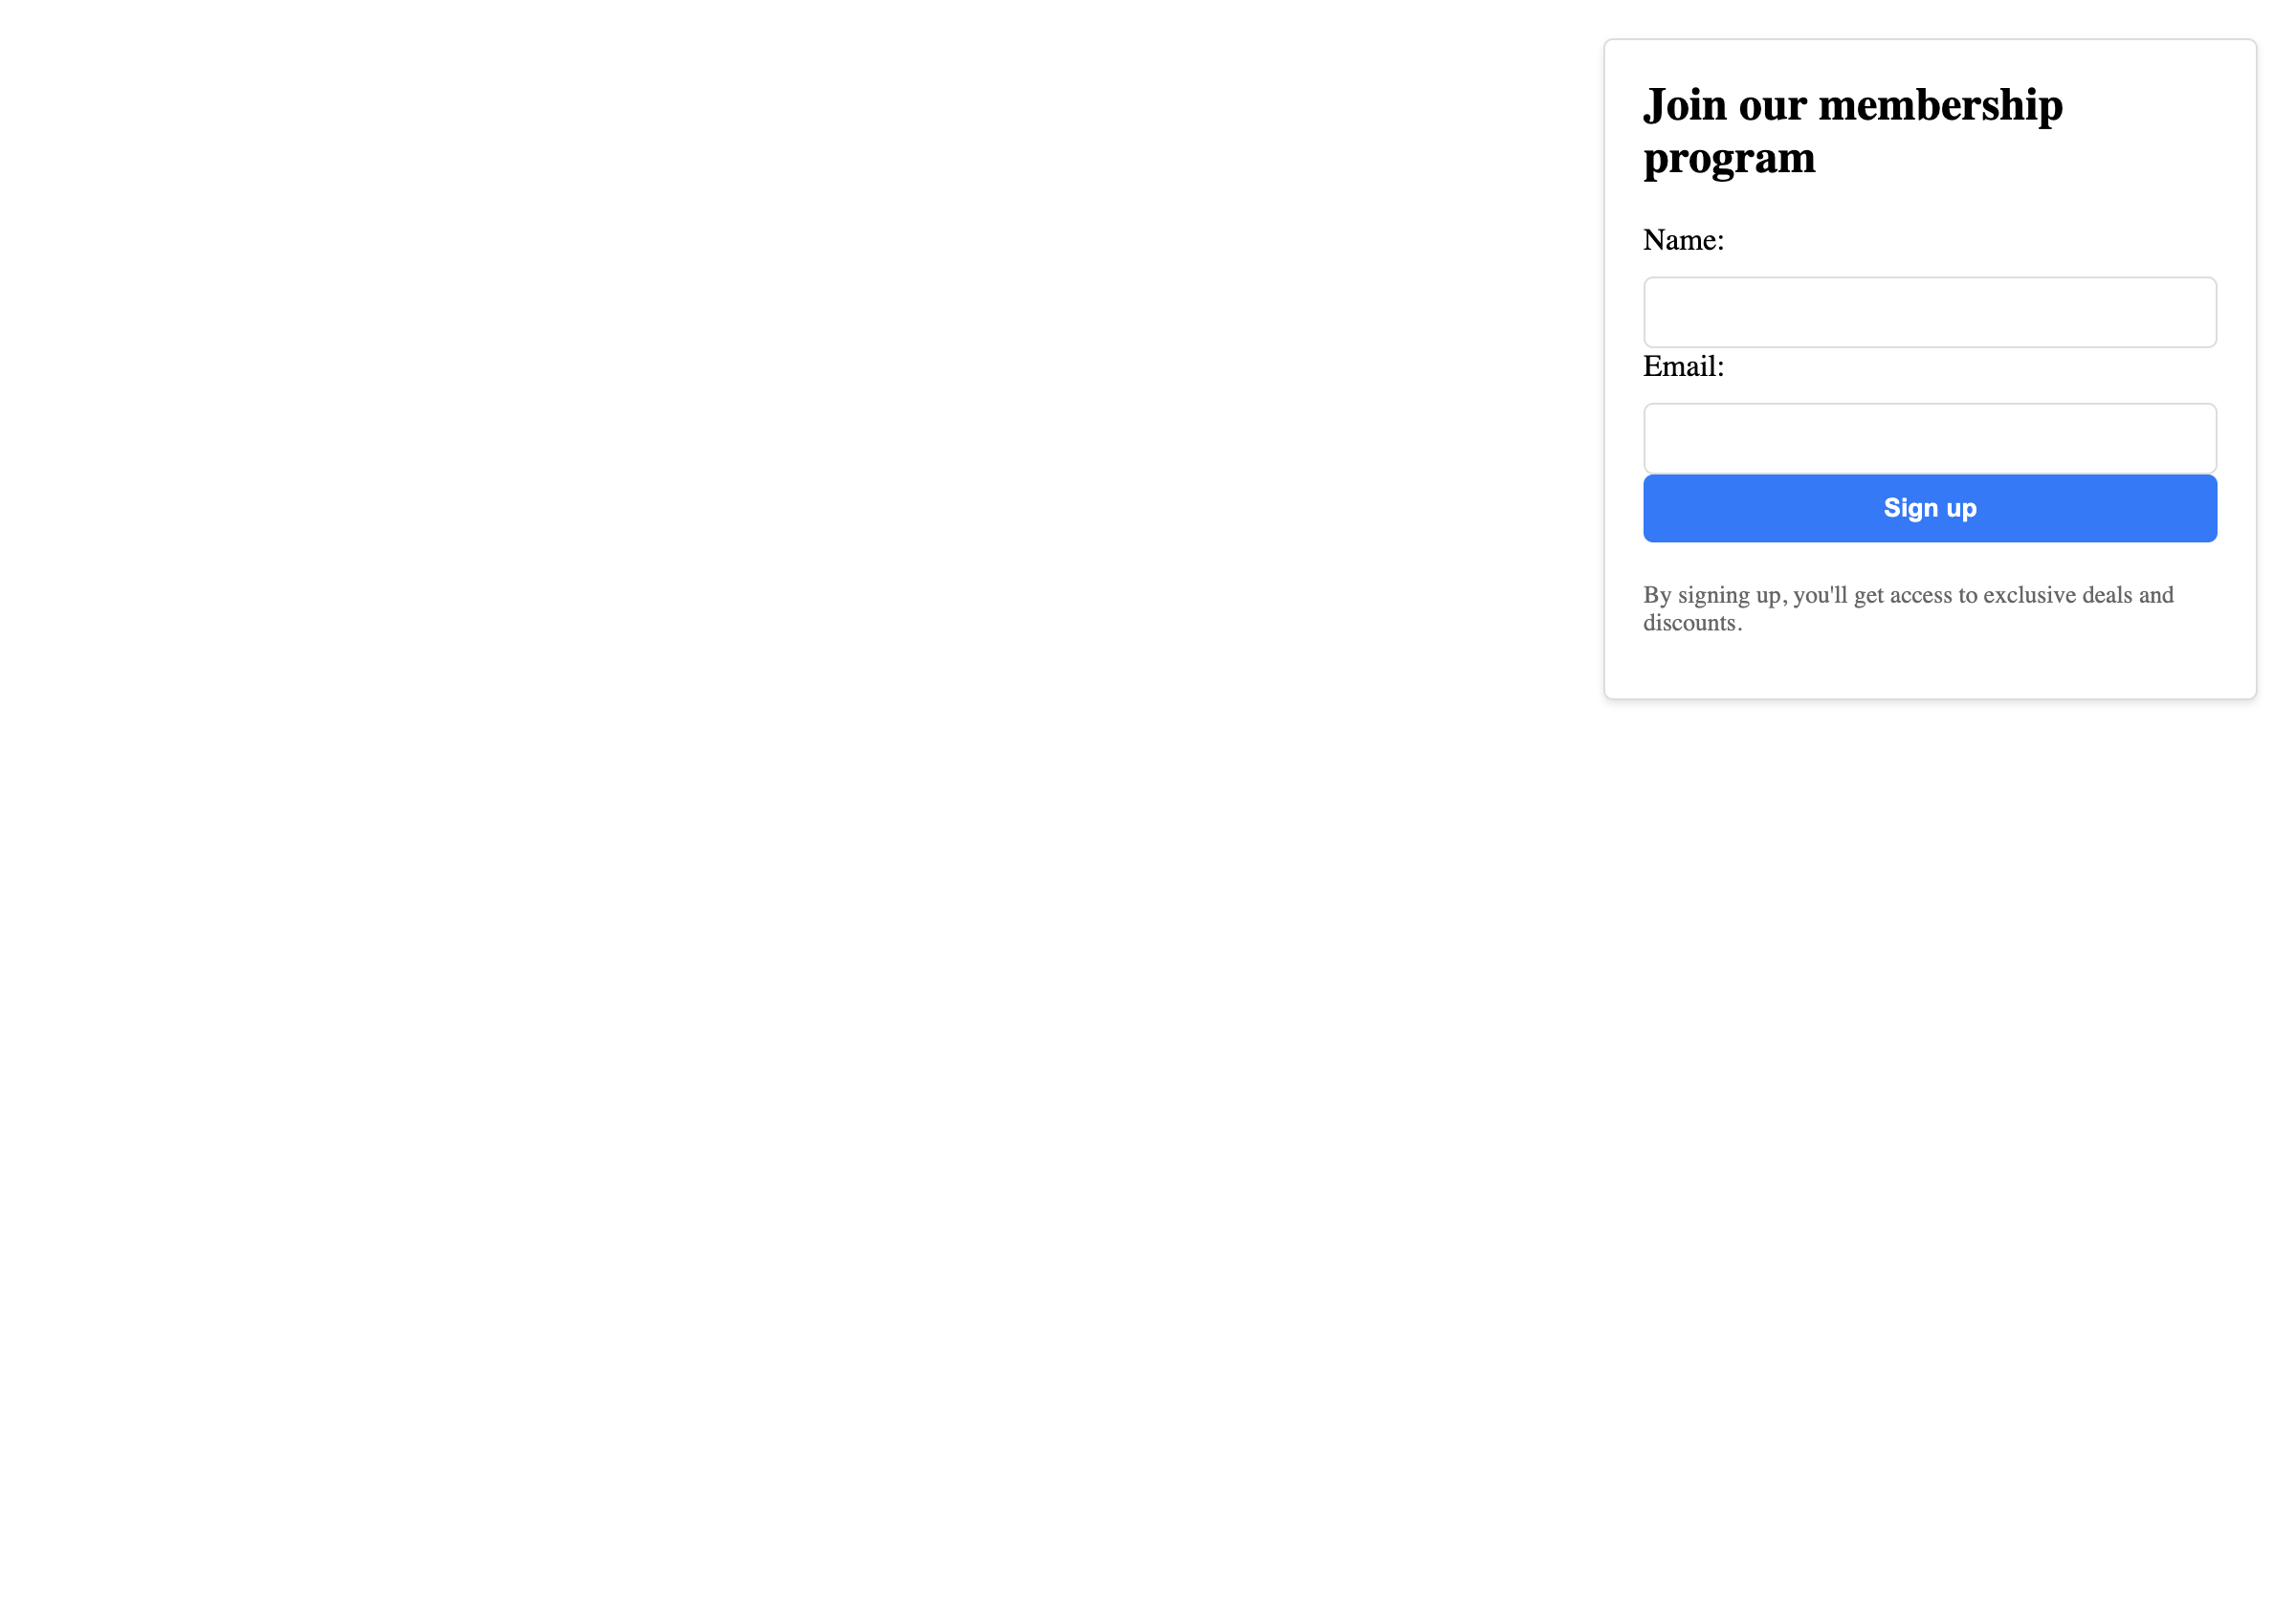 Join our membership
program
Name:
Email:
Sign up
By signing up, you'll get access to exclusive deals and
discounts.